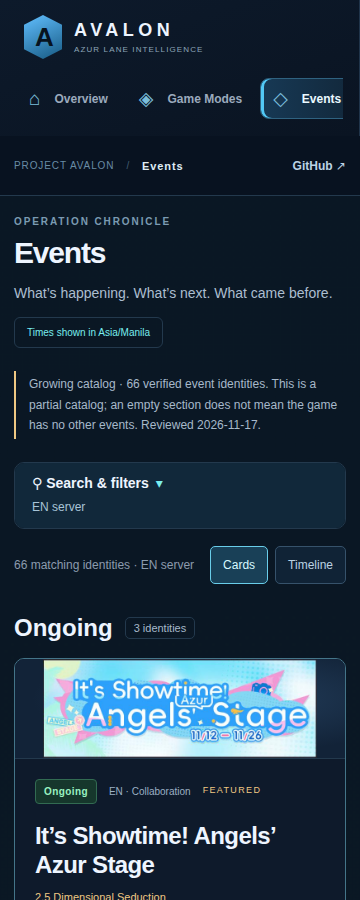 A
AVALON
AZUR LANE INTELLIGENCE
Overview
Game Modes
Events
PROJECT AVALON / Events
GitHub ↗
OPERATION CHRONICLE
Events
What's happening. What's next. What came before.
Times shown in Asia/Manila
Growing catalog · 66 verified event identities. This is a
partial catalog; an empty section does not mean the game
has no other events. Reviewed 2026-11-17.
Search & filters ▾
EN server
66 matching identities · EN server
Cards
Timeline
Ongoing
3 identities
It's Showtime!
Azur
Angels' Stage
11/12 – 11/26
Ongoing
EN · Collaboration
FEATURED
It's Showtime! Angels'
Azur Stage
2.5 Dimensional Seduction